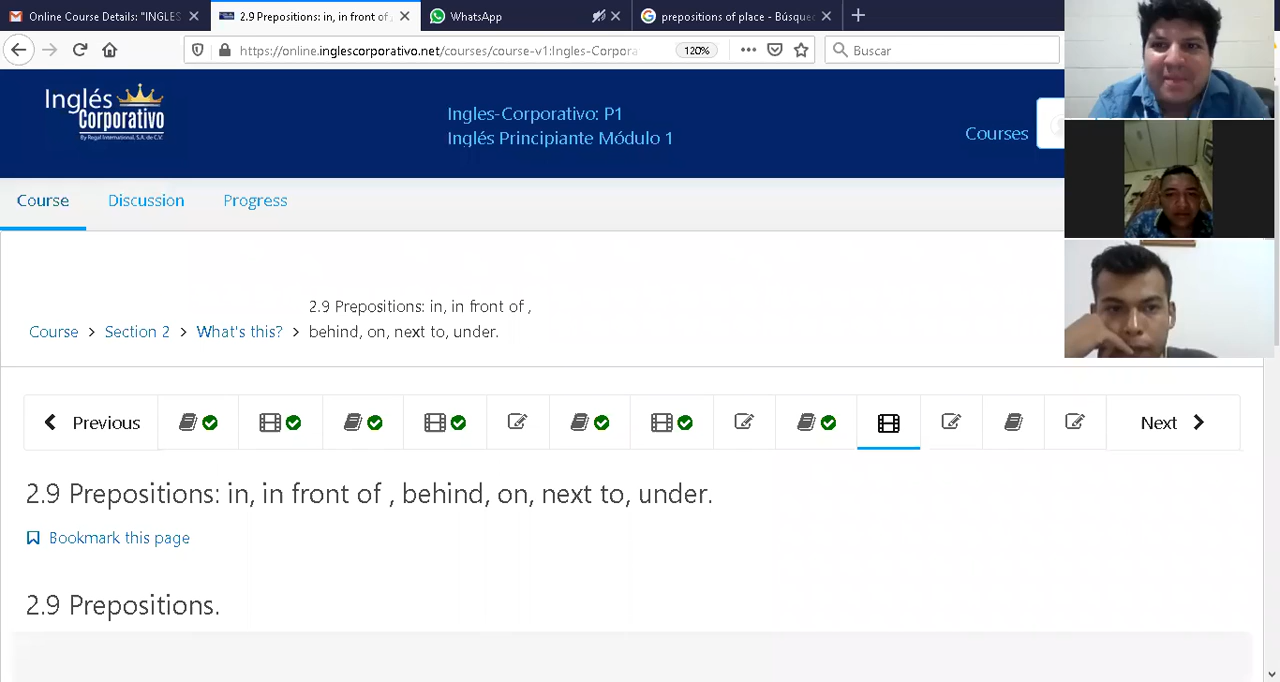 Online Course Details: "INGLES
2.9 Prepositions: in, in front of ,
WhatsApp
prepositions of place - Búsque
https://online.inglescorporativo.net/courses/course-v1:Ingles-Corpora
120%
Buscar
Inglés
Corporativo
By Regal International, S.A. de C.V.
Ingles-Corporativo: P1
Inglés Principiante Módulo 1
Courses
Course
Discussion
Progress
2.9 Prepositions: in, in front of ,
Course > Section 2 > What's this? > behind, on, next to, under.
Previous
Next
2.9 Prepositions: in, in front of , behind, on, next to, under.
Bookmark this page
2.9 Prepositions.